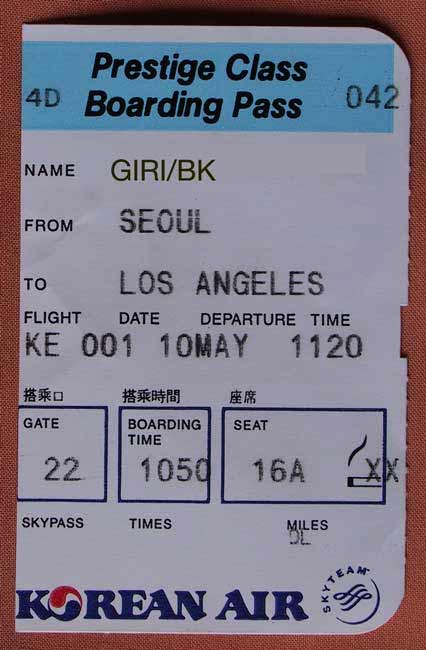 Prestige Class
4D Boarding Pass 042
NAME GIRI/BK
FROM SEOUL
TO LOS ANGELES
FLIGHT DATE DEPARTURE TIME
KE 001 10MAY 1120
搭乘口 搭乘時間 座席
GATE BOARDING TIME SEAT
22 1050 16A XX
SKYPASS TIMES MILES
DL
KOREAN AIR SKYTEAM